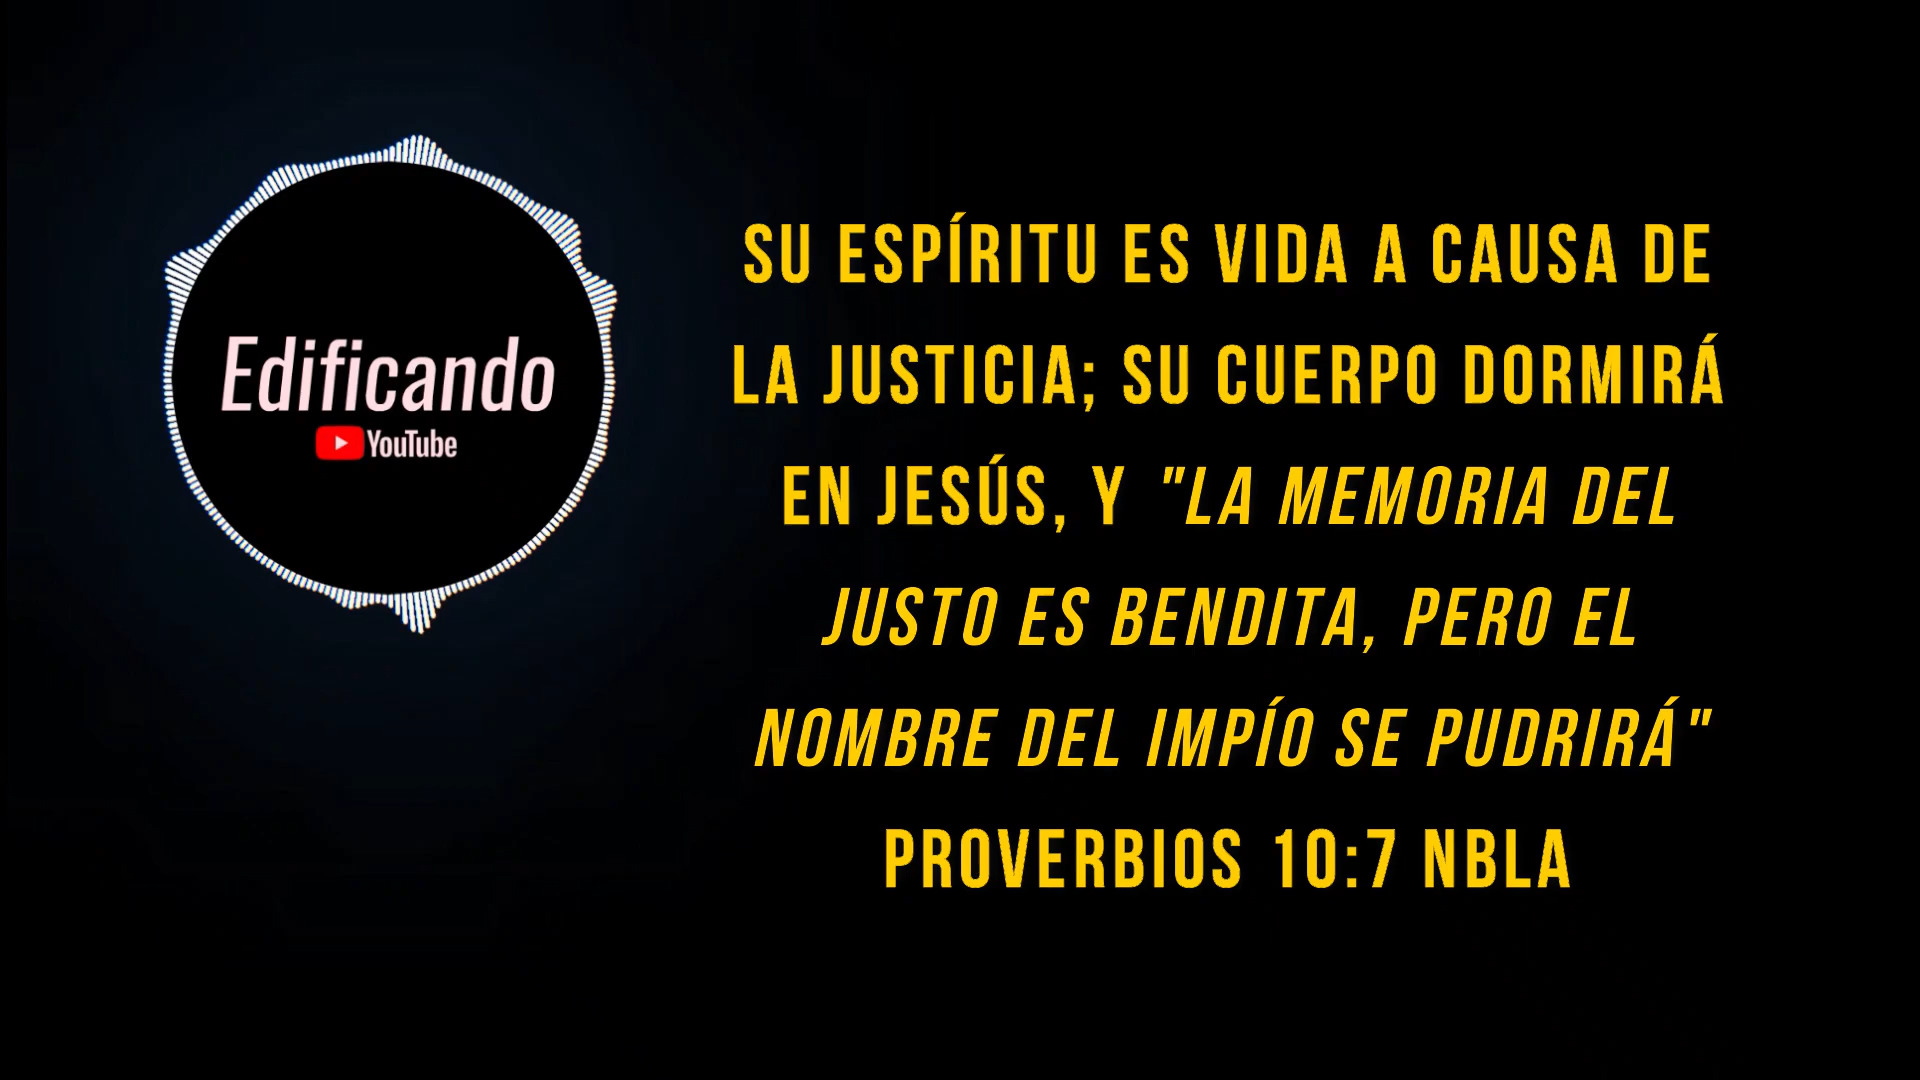 Edificando
YouTube
SU ESPÍRITU ES VIDA A CAUSA DE
LA JUSTICIA; SU CUERPO DORMIRÁ
EN JESÚS, Y "LA MEMORIA DEL
JUSTO ES BENDITA, PERO EL
NOMBRE DEL IMPÍO SE PUDRIRÁ"
PROVERBIOS 10:7 NBLA